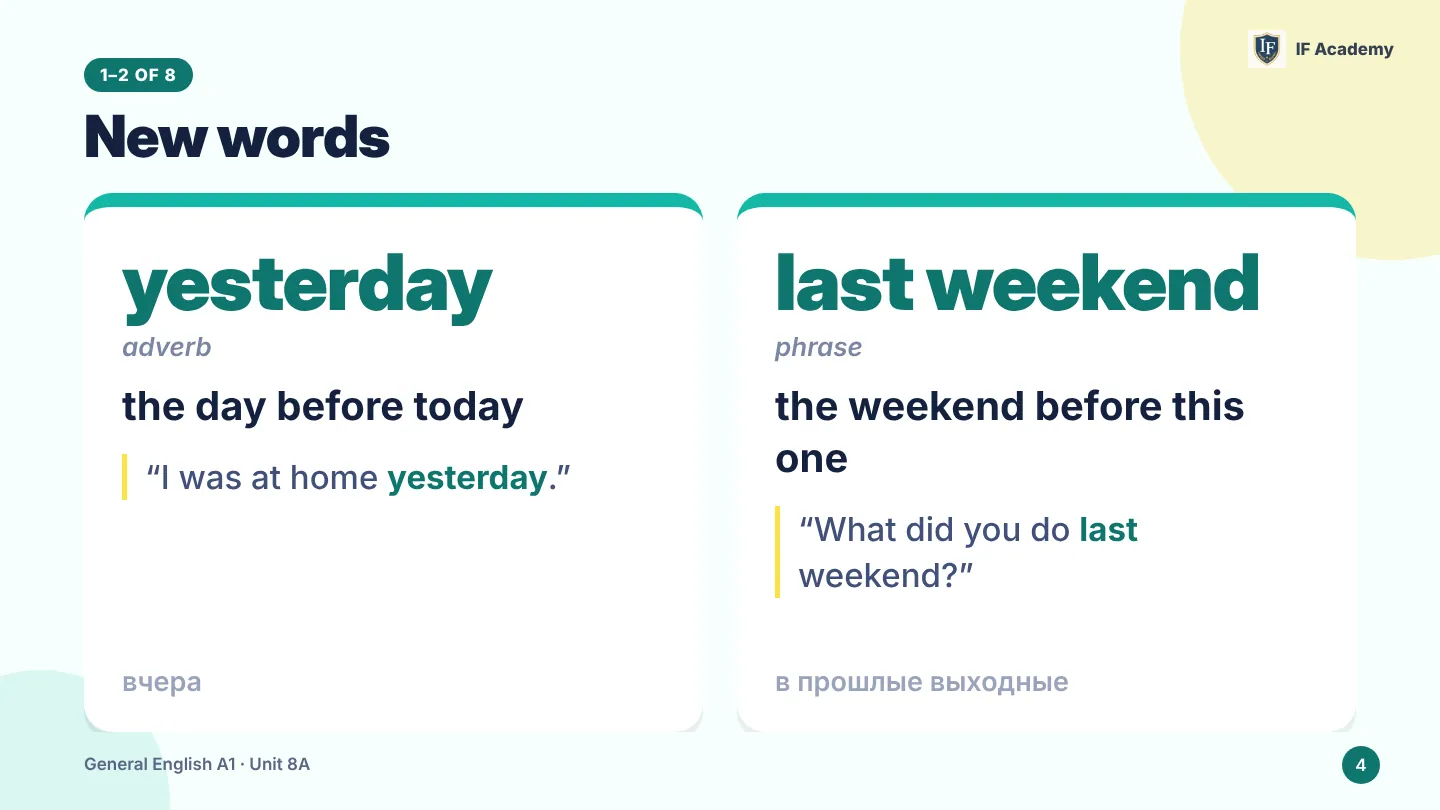 IF IF Academy
1–2 OF 8
New words
yesterday
adverb
the day before today
“I was at home yesterday.”
вчера
last weekend
phrase
the weekend before this
one
“What did you do last
weekend?”
в прошлые выходные
General English A1 · Unit 8A
4